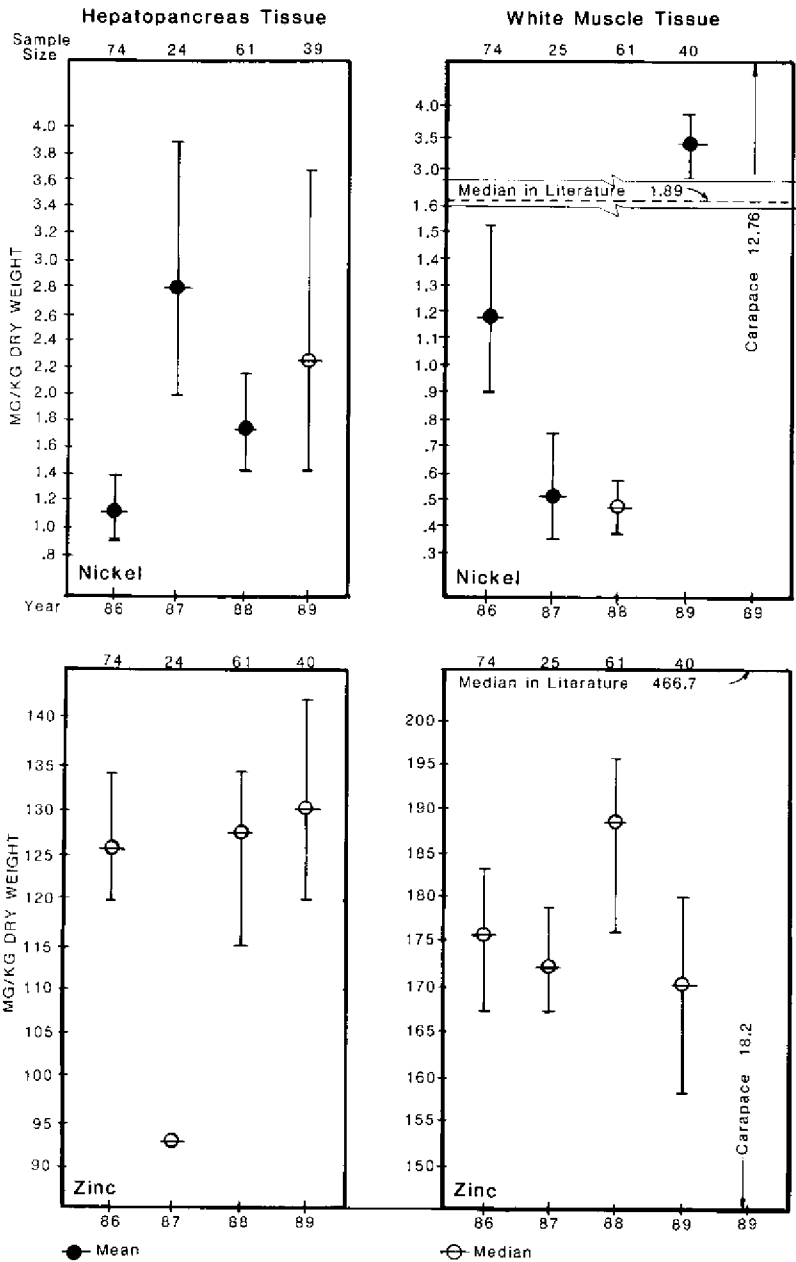 Hepatopancreas Tissue
White Muscle Tissue
Sample Size
74 24 61 39
74 25 61 40
MG/KG DRY WEIGHT
4.0
3.8
3.6
3.4
3.2
3.0
2.8
2.6
2.4
2.2
2.0
1.8
1.6
1.4
1.2
1.0
.8
Nickel
Year
86 87 88 89
4.0
3.5
3.0
Median in Literature 1.89
1.6
1.5
1.4
1.3
1.2
1.1
1.0
.9
.8
.7
.6
.5
.4
.3
Carapace 12.76
Nickel
86 87 88 89 89
74 24 61 40
MG/KG DRY WEIGHT
140
135
130
125
120
115
110
105
100
95
90
Zinc
86 87 88 89
74 25 61 40
Median in Literature 466.7
200
195
190
185
180
175
170
165
160
155
150
Carapace 18.2
Zinc
86 87 88 89 89
Mean
Median